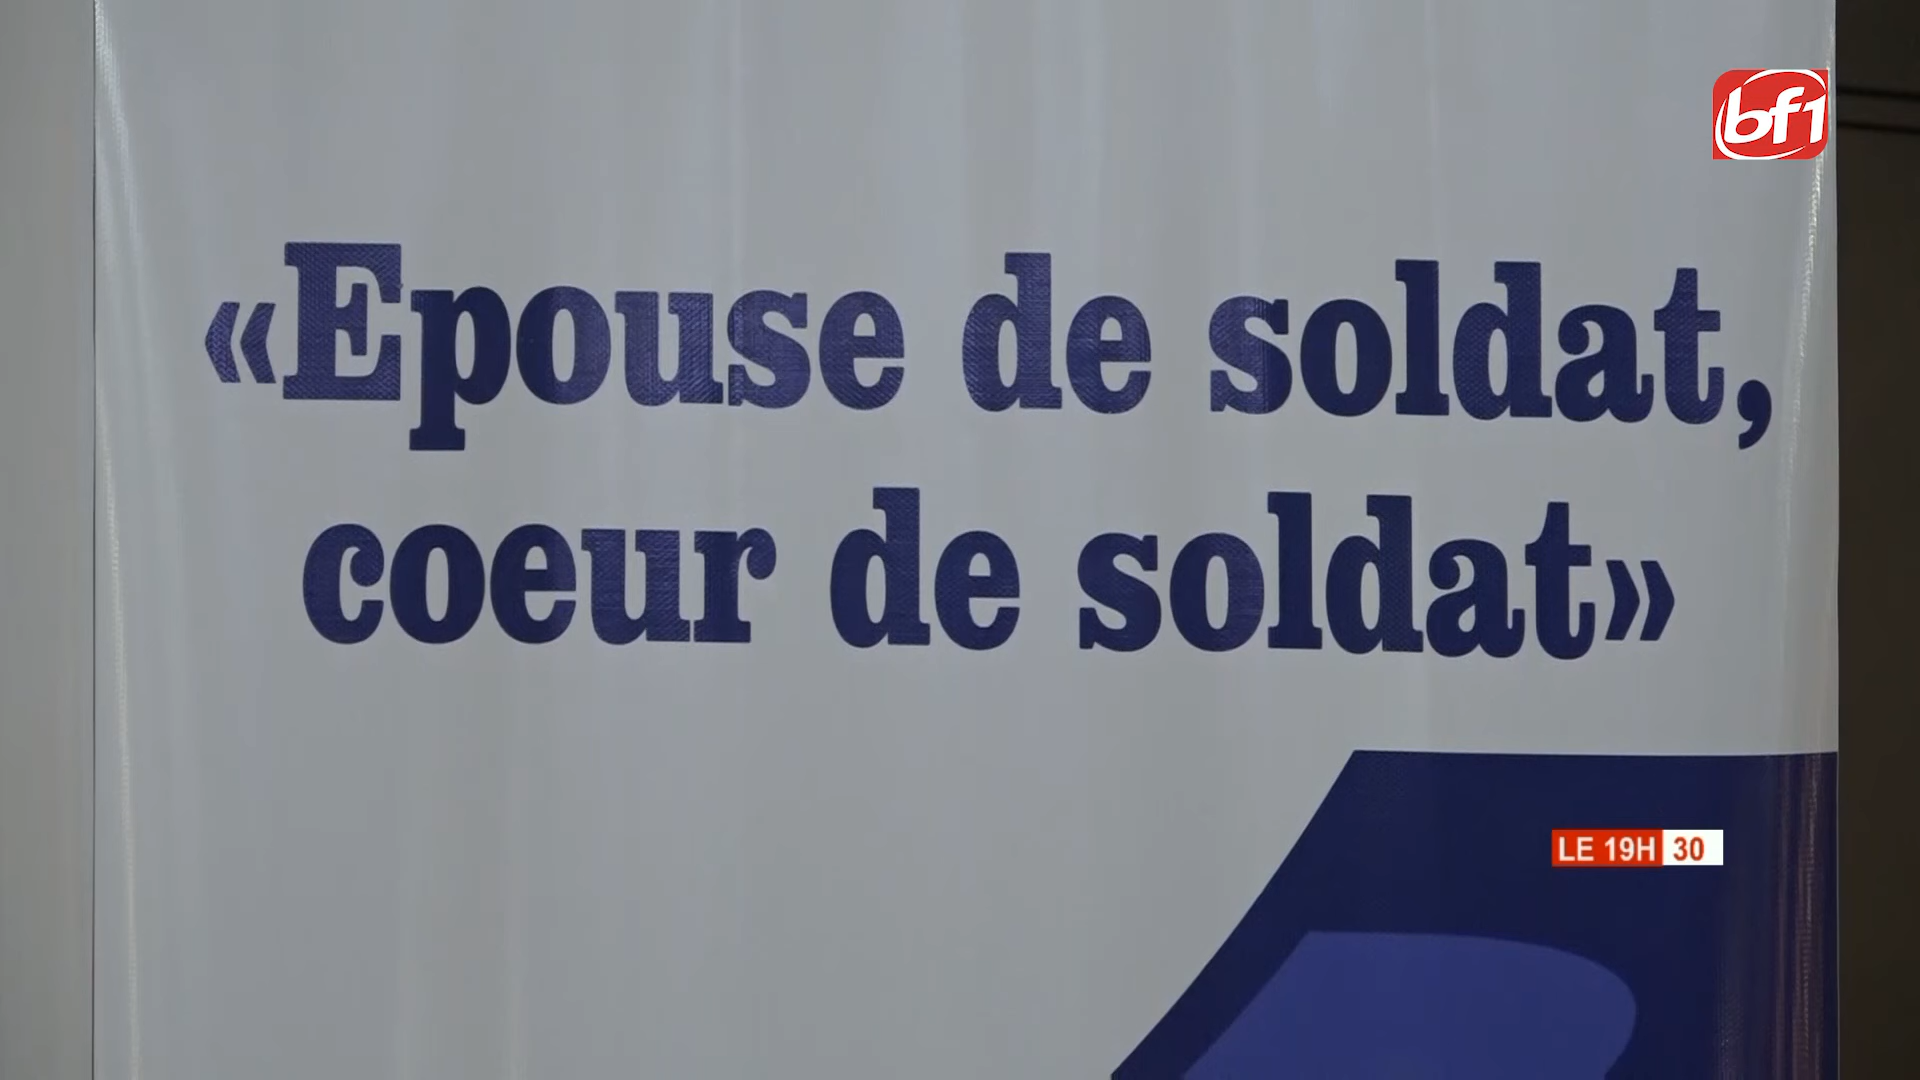 bf1
«Epouse de soldat,
coeur de soldat»
LE 19H 30